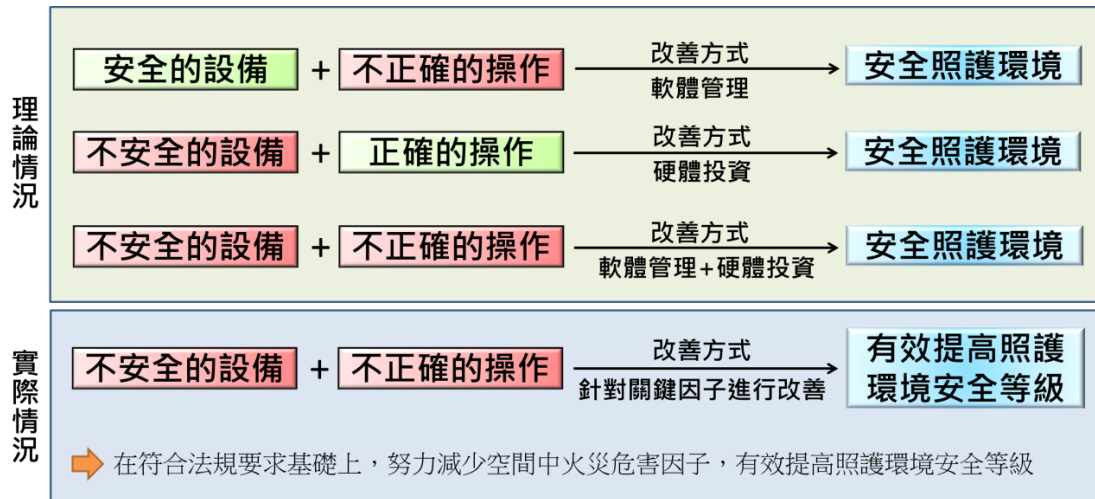 理論情況
安全的設備 + 不正確的操作 改善方式 軟體管理 安全照護環境
不安全的設備 + 正確的操作 改善方式 硬體投資 安全照護環境
不安全的設備 + 不正確的操作 改善方式 軟體管理+硬體投資 安全照護環境
實際情況
不安全的設備 + 不正確的操作 改善方式 針對關鍵因子進行改善 有效提高照護
環境安全等級
在符合法規要求基礎上，努力減少空間中火災危害因子，有效提高照護環境安全等級